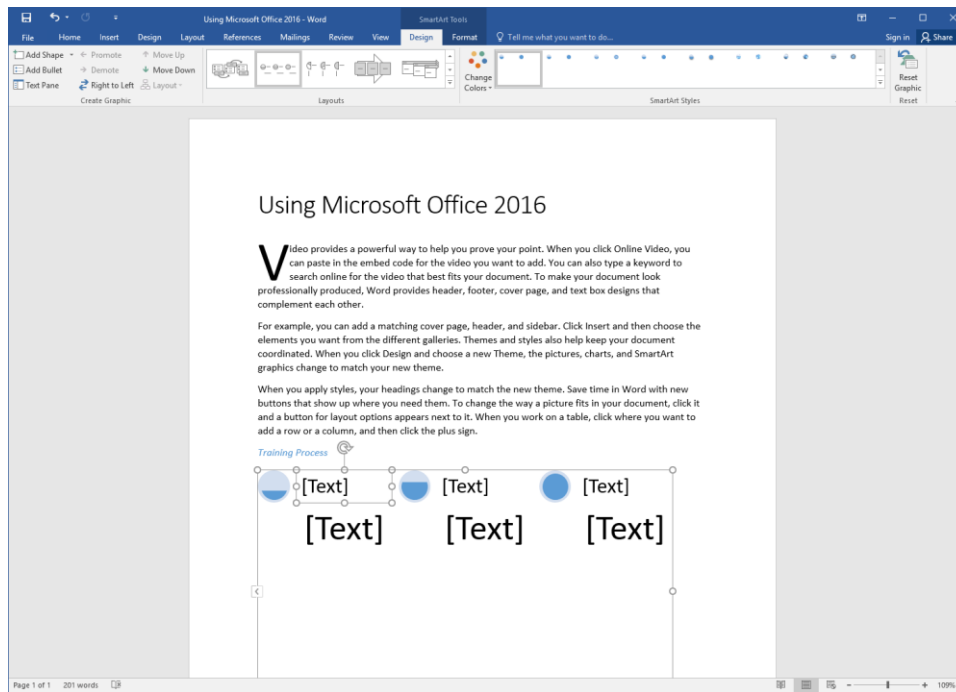 Using Microsoft Office 2016 - Word
SmartArt Tools
File Home Insert Design Layout References Mailings Review View Design Format Tell me what you want to do... Sign in Share
Add Shape Promote Move Up
Add Bullet Demote Move Down
Text Pane Right to Left Layout
Change Colors
Reset Graphic
Create Graphic Layouts SmartArt Styles Reset
Using Microsoft Office 2016
Video provides a powerful way to help you prove your point. When you click Online Video, you
can paste in the embed code for the video you want to add. You can also type a keyword to
search online for the video that best fits your document. To make your document look
professionally produced, Word provides header, footer, cover page, and text box designs that
complement each other.
For example, you can add a matching cover page, header, and sidebar. Click Insert and then choose the
elements you want from the different galleries. Themes and styles also help keep your document
coordinated. When you click Design and choose a new Theme, the pictures, charts, and SmartArt
graphics change to match your new theme.
When you apply styles, your headings change to match the new theme. Save time in Word with new
buttons that show up where you need them. To change the way a picture fits in your document, click it
and a button for layout options appears next to it. When you work on a table, click where you want to
add a row or a column, and then click the plus sign.
Training Process
[Text] [Text] [Text]
[Text] [Text] [Text]
Page 1 of 1 201 words 109%